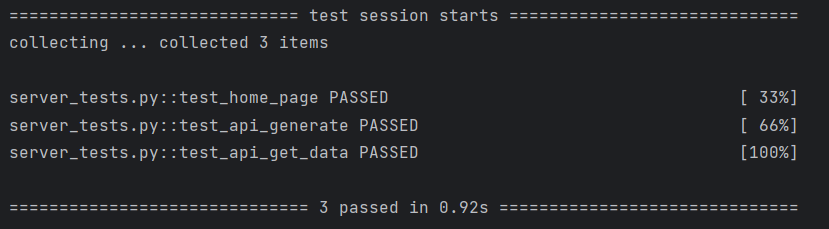 ============================= test session starts =============================
collecting ... collected 3 items
server_tests.py::test_home_page PASSED [ 33%]
server_tests.py::test_api_generate PASSED [ 66%]
server_tests.py::test_api_get_data PASSED [100%]
============================== 3 passed in 0.92s ==============================